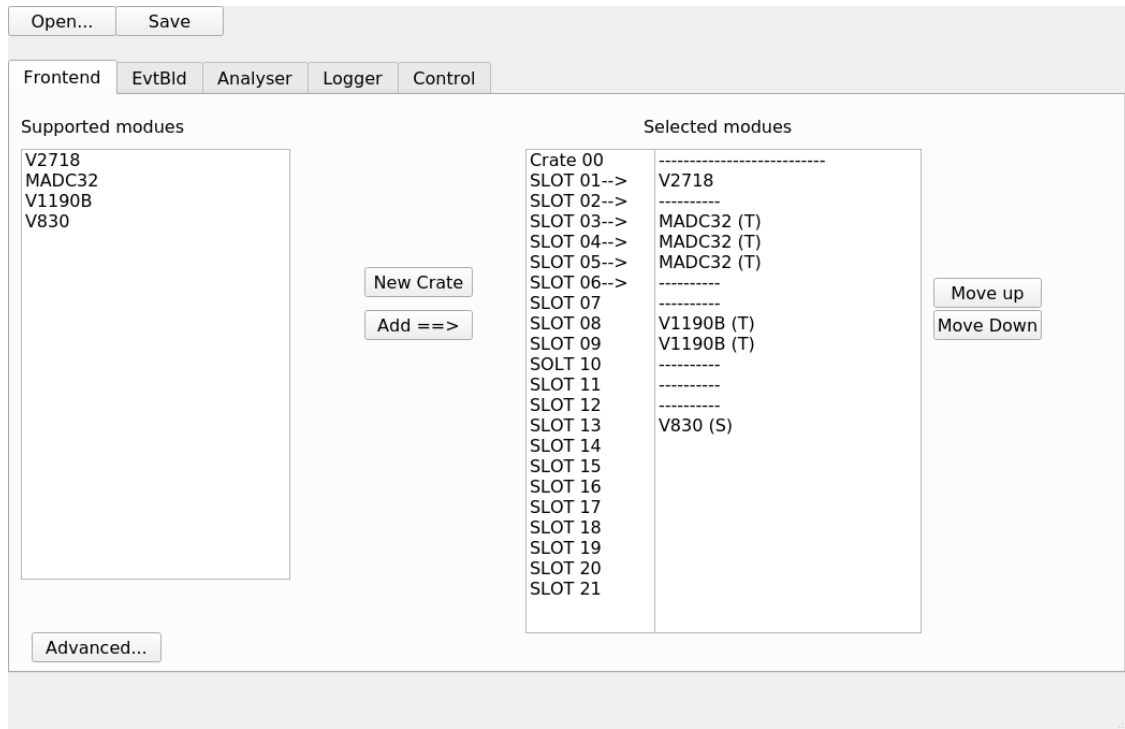 Open... Save
Frontend EvtBld Analyser Logger Control
Supported modues
V2718
MADC32
V1190B
V830
New Crate
Add ==>
Selected modues
Crate 00 ---------------------------
SLOT 01--> V2718
SLOT 02--> ----------
SLOT 03--> MADC32 (T)
SLOT 04--> MADC32 (T)
SLOT 05--> MADC32 (T)
SLOT 06--> ----------
SLOT 07 ----------
SLOT 08 V1190B (T)
SLOT 09 V1190B (T)
SOLT 10 ----------
SLOT 11 ----------
SLOT 12 ----------
SLOT 13 V830 (S)
SLOT 14
SLOT 15
SLOT 16
SLOT 17
SLOT 18
SLOT 19
SLOT 20
SLOT 21
Move up
Move Down
Advanced...